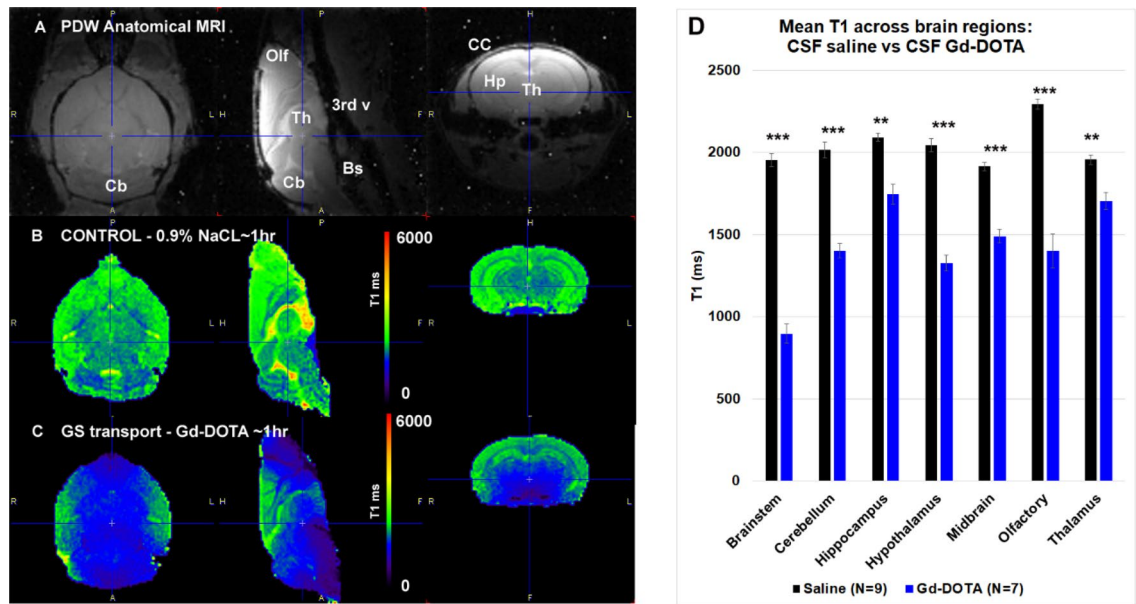 A PDW Anatomical MRI
P
P
H
Olf
CC
Hp
Th
Th
3rd v
R
L
H
F
R
L
Bs
Cb
Cb
A
A
F
B CONTROL - 0.9% NaCL~1hr
P
P
6000
T1 ms
0
R
L
H
F
R
L
A
F
C GS transport - Gd-DOTA ~1hr
6000
T1 ms
0
R
L
H
R
L
A
A
F
D
Mean T1 across brain regions:
CSF saline vs CSF Gd-DOTA
T1 (ms)
2500
2000
1500
1000
500
0
***
***
**
***
***
***
**
Brainstem
Cerebellum
Hippocampus
Hypothalamus
Midbrain
Olfactory
Thalamus
Saline (N=9) Gd-DOTA (N=7)